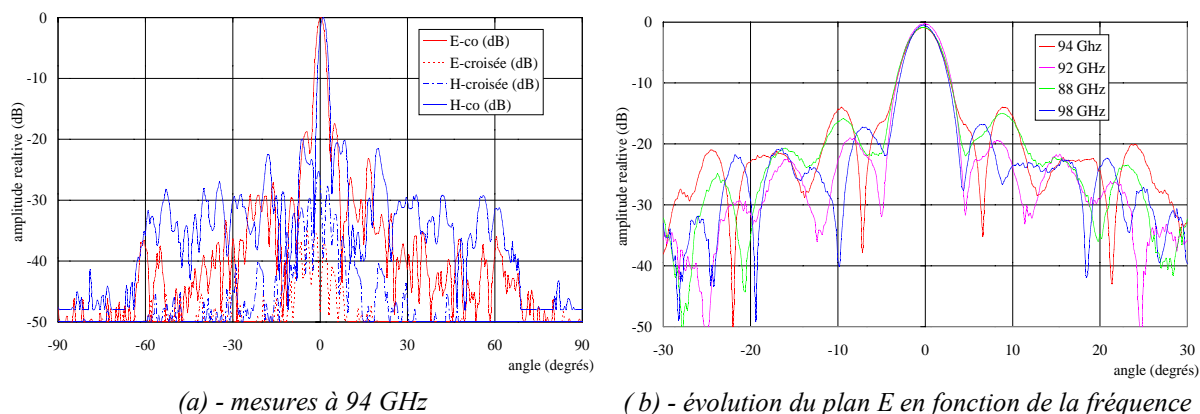 0
-10
-20
-30
-40
-50
amplitude realtive (dB)
-90
-60
-30
0
30
60
90
angle (degrés)
E-co (dB)
E-croisée (dB)
H-croisée (dB)
H-co (dB)
(a) - mesures à 94 GHz
0
-10
-20
-30
-40
-50
amplitude realtive (dB)
-30
-20
-10
0
10
20
30
angle (degrés)
94 Ghz
92 GHz
88 GHz
98 GHz
( b) - évolution du plan E en fonction de la fréquence